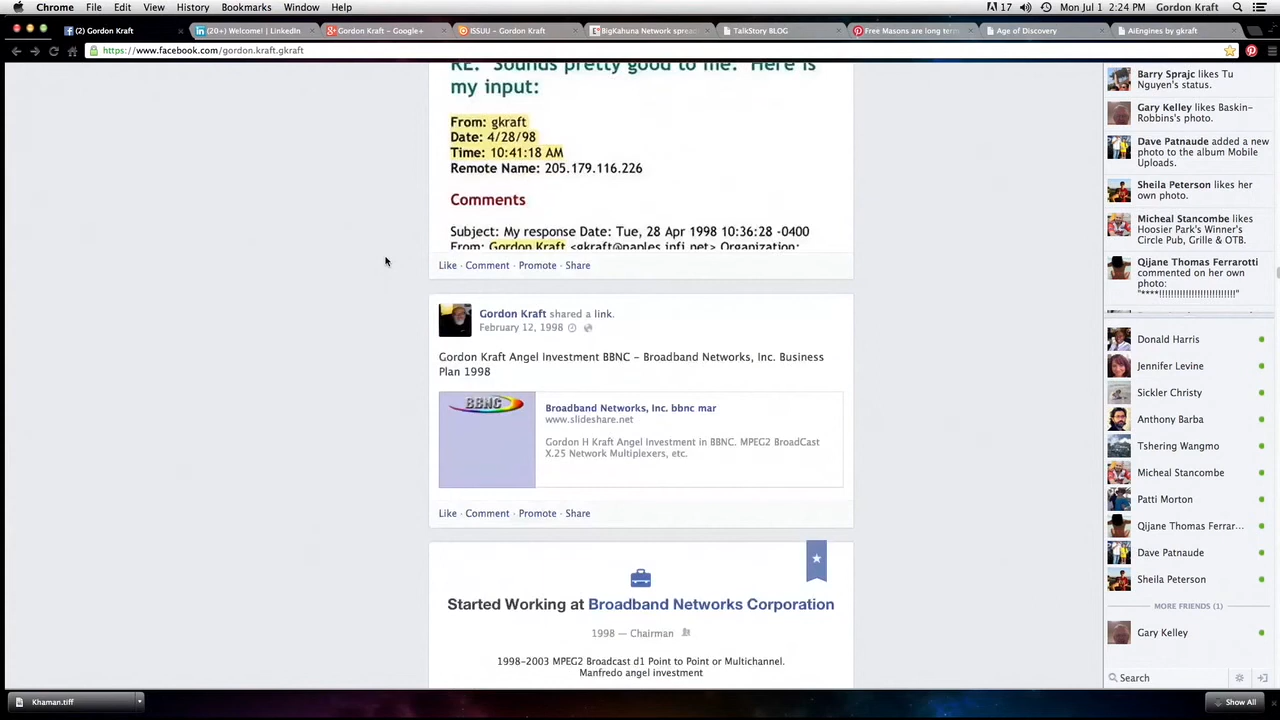 Chrome File Edit View History Bookmarks Window Help 17 Mon Jul 1 2:24 PM Gordon Kraft
(2) Gordon Kraft (20+) Welcome! | LinkedIn Gordon Kraft - Google+ ISSUU - Gordon Kraft BigKahuna Network spre TalkStory BLOG Free Masons are long term Age of Discovery AiEngines by gkraft
https://www.facebook.com/gordon.kraft.gkraft
RE: Sounds pretty good to me. Here is
my input:
From: gkraft
Date: 4/28/98
Time: 10:41:18 AM
Remote Name: 205.179.116.226
Comments
Subject: My response Date: Tue, 28 Apr 1998 10:36:28 -0400
From: Gordon Kraft <gkraft@naples.infi.net> Organization:
Like · Comment · Promote · Share
Gordon Kraft shared a link.
February 12, 1998
Gordon Kraft Angel Investment BBNC - Broadband Networks, Inc. Business
Plan 1998
BBNC
Broadband Networks, Inc. bbnc mar
www.slideshare.net
Gordon H Kraft Angel Investment in BBNC. MPEG2 BroadCast
X.25 Network Multiplexers, etc.
Like · Comment · Promote · Share
Started Working at Broadband Networks Corporation
1998 — Chairman
1998-2003 MPEG2 Broadcast d1 Point to Point or Multichannel.
Manfredo angel investment
Barry Sprajc likes Tu
Nguyen's status.
Gary Kelley likes Baskin-
Robbins's photo.
Dave Patnaude added a new
photo to the album Mobile
Uploads.
Sheila Peterson likes her
own photo.
Micheal Stancombe likes
Hoosier Park's Winner's
Circle Pub, Grille & OTB.
Qijane Thomas Ferrarotti
commented on her own
photo:
"****!!!!!!!!!!!!!!!!!!!!!!!!!!"
Donald Harris
Jennifer Levine
Sickler Christy
Anthony Barba
Tshering Wangmo
Micheal Stancombe
Patti Morton
Qijane Thomas Ferrar...
Dave Patnaude
Sheila Peterson
MORE FRIENDS (1)
Gary Kelley
Search
Khaman.tiff
Show All